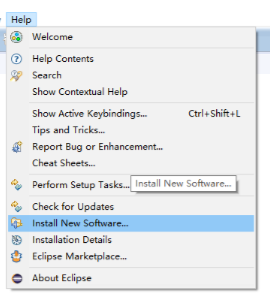 Help
Welcome
Help Contents
Search
Show Contextual Help
Show Active Keybindings... Ctrl+Shift+L
Tips and Tricks...
Report Bug or Enhancement...
Cheat Sheets...
Perform Setup Tasks... Install New Software...
Check for Updates
Install New Software...
Installation Details
Eclipse Marketplace...
About Eclipse